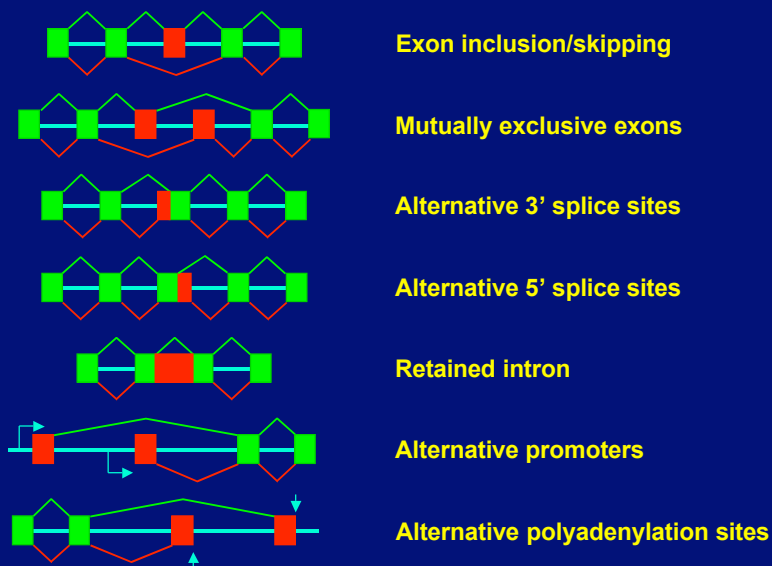 Exon inclusion/skipping
Mutually exclusive exons
Alternative 3’ splice sites
Alternative 5’ splice sites
Retained intron
Alternative promoters
Alternative polyadenylation sites